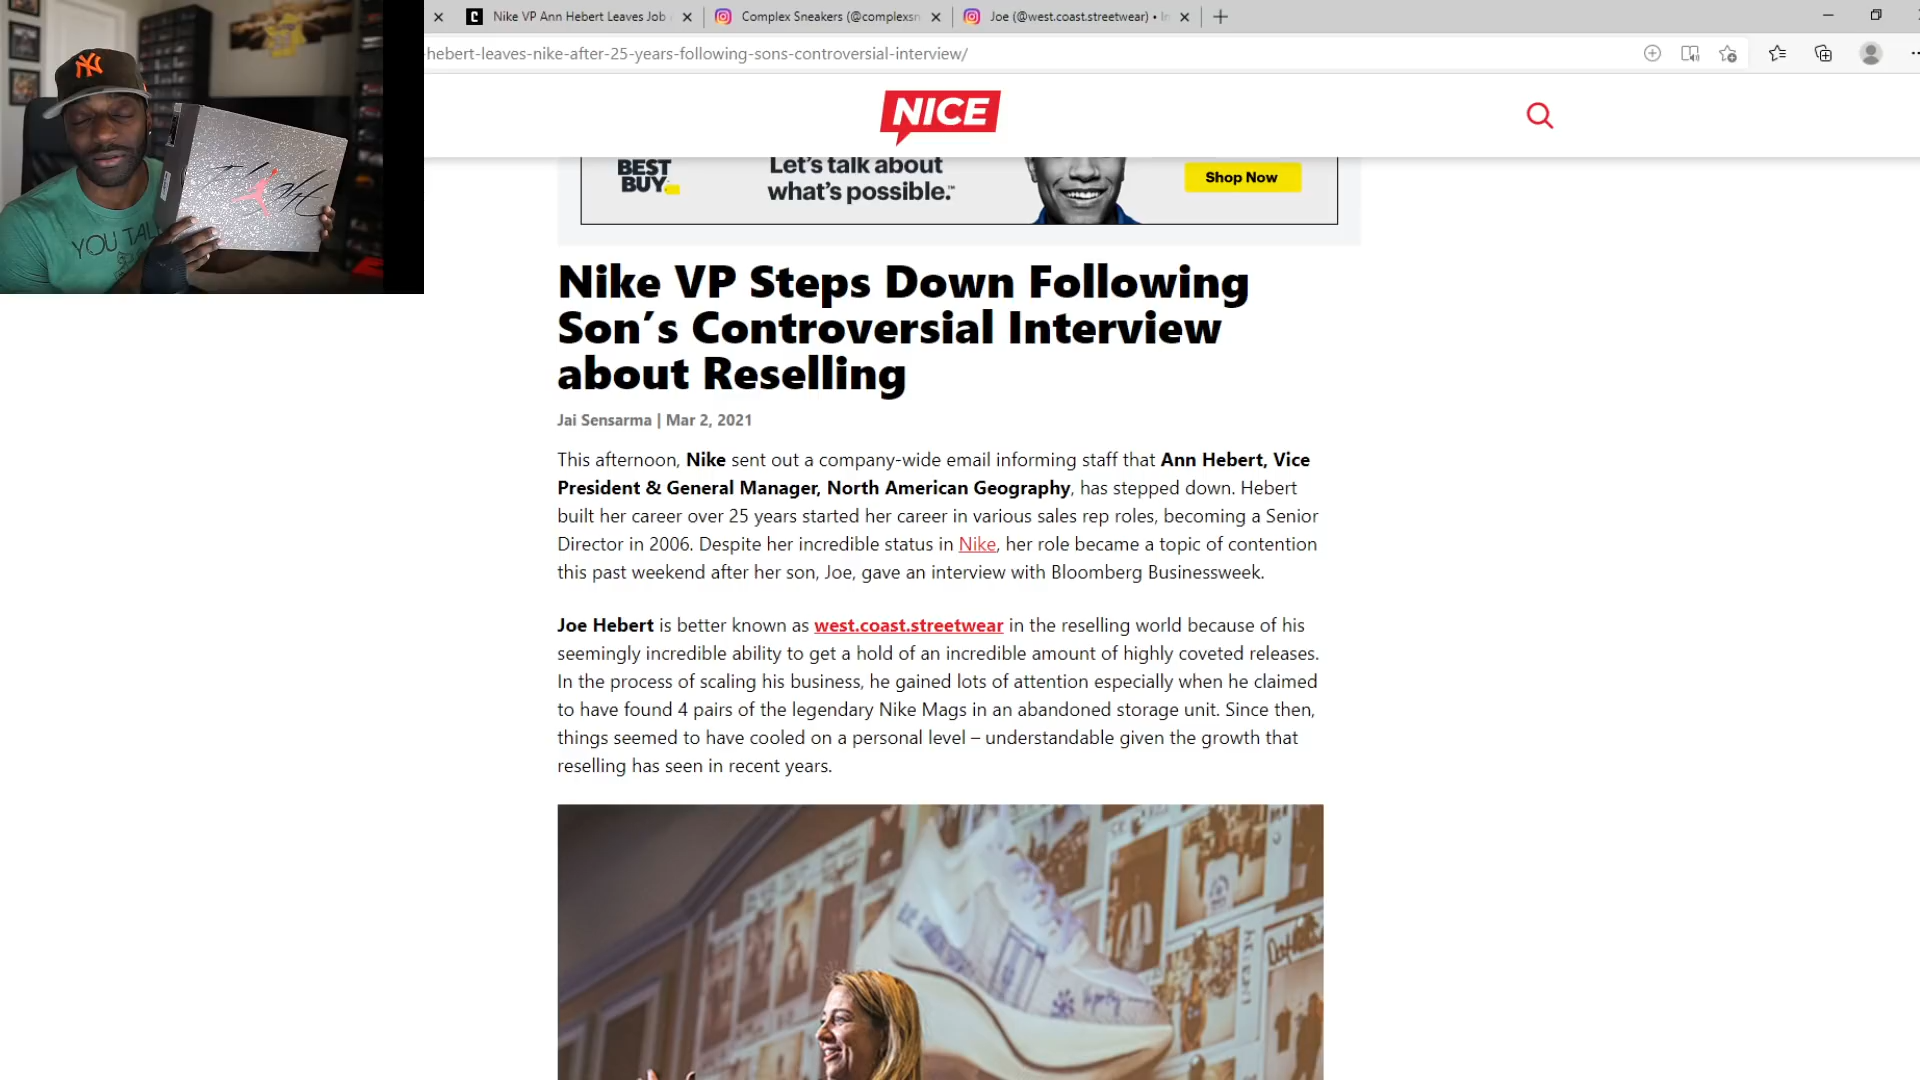 Nike VP Ann Hebert Leaves Job
Complex Sneakers (@complexsn
Joe (@west.coast.streetwear) •
-hebert-leaves-nike-after-25-years-following-sons-controversial-interview/
NICE
BEST
BUY
Let's talk about
what's possible.™
Shop Now
YOU TAL
Flight
Nike VP Steps Down Following
Son's Controversial Interview
about Reselling
Jai Sensarma | Mar 2, 2021
This afternoon, Nike sent out a company-wide email informing staff that Ann Hebert, Vice
President & General Manager, North American Geography, has stepped down. Hebert
built her career over 25 years started her career in various sales rep roles, becoming a Senior
Director in 2006. Despite her incredible status in Nike, her role became a topic of contention
this past weekend after her son, Joe, gave an interview with Bloomberg Businessweek.
Joe Hebert is better known as west.coast.streetwear in the reselling world because of his
seemingly incredible ability to get a hold of an incredible amount of highly coveted releases.
In the process of scaling his business, he gained lots of attention especially when he claimed
to have found 4 pairs of the legendary Nike Mags in an abandoned storage unit. Since then,
things seemed to have cooled on a personal level – understandable given the growth that
reselling has seen in recent years.